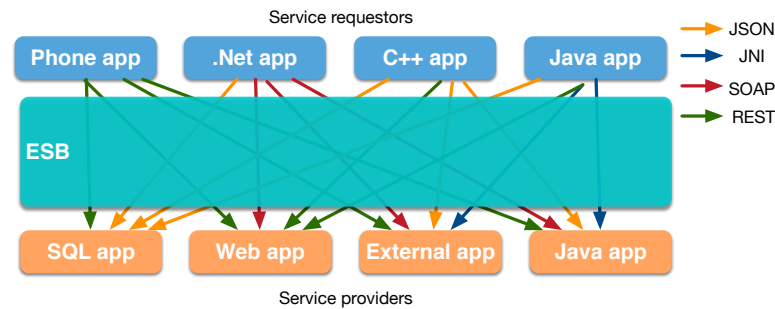 Service requestors
Phone app
.Net app
C++ app
Java app
JSON
JNI
SOAP
REST
ESB
SQL app
Web app
External app
Java app
Service providers